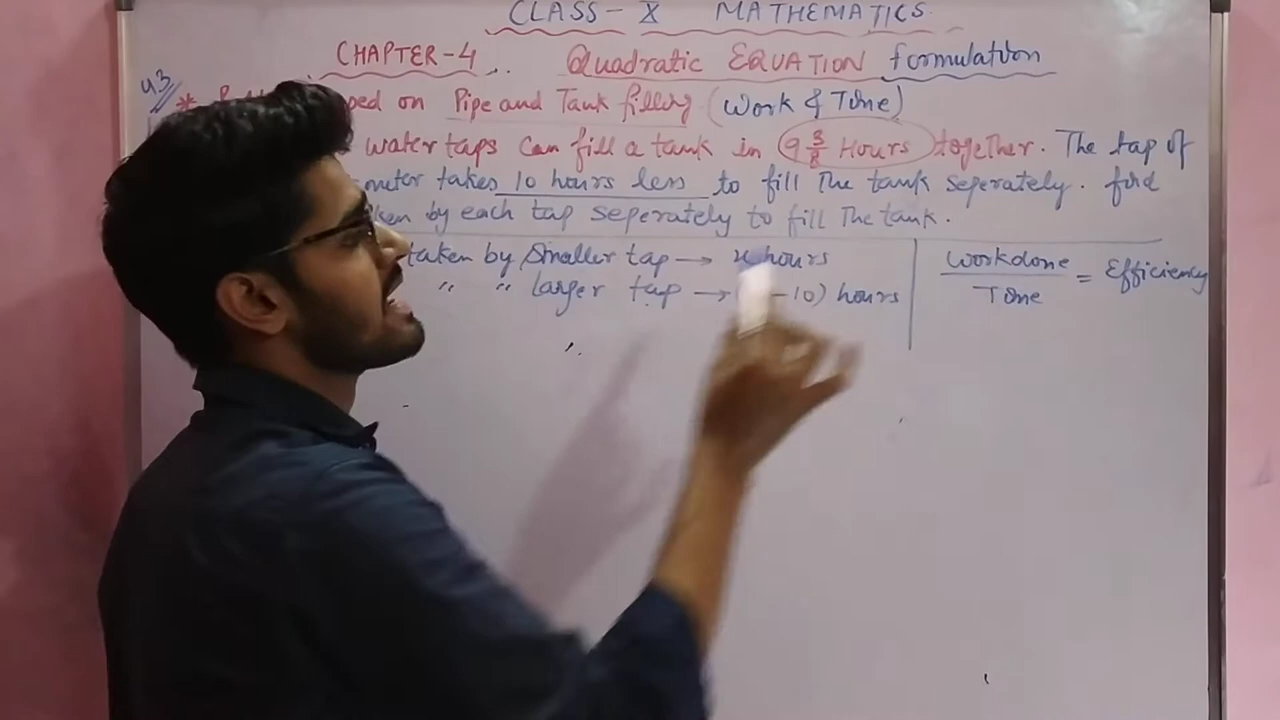 CLASS - X MATHEMATICS
CHAPTER-4 Quadratic EQUATION formulation
43
* on Pipe and Tank filling (Work & Time)
water taps Can fill a tank in 9 3/8 Hours together. The tap of
takes 10 hours less to fill The tank seperately. find
by each tap seperately to fill The tank.
taken by smaller tap → x hours
" " larger tap → -10) hours
Workdone / Time = Efficiency